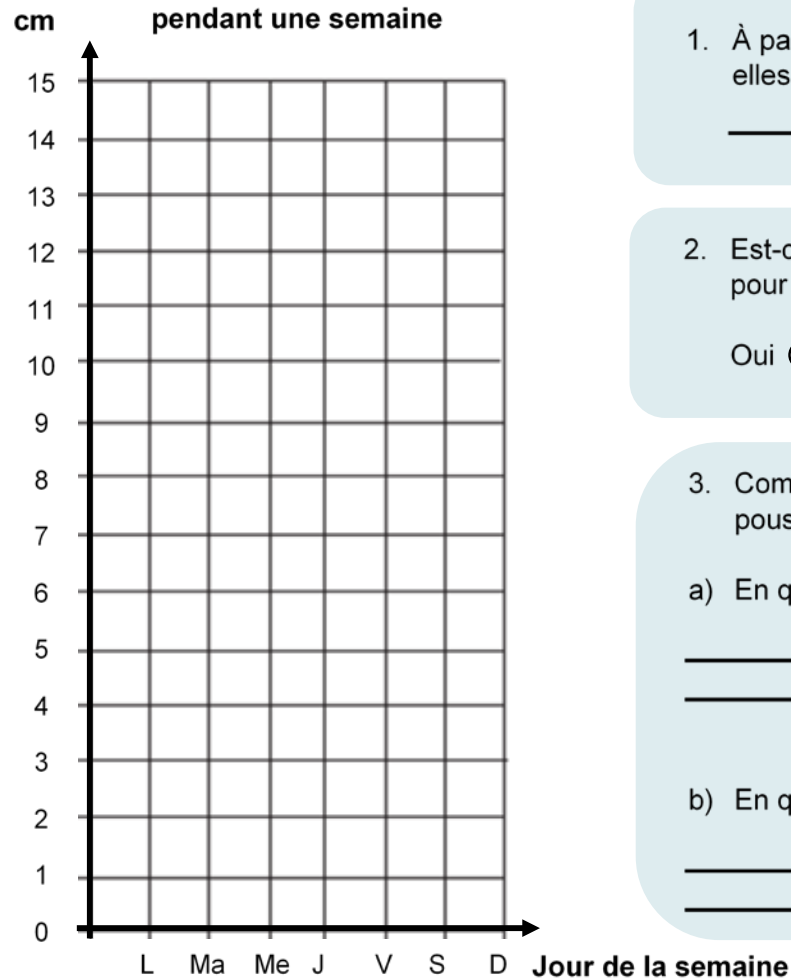 cm
pendant une semaine
15
14
13
12
11
10
9
8
7
6
5
4
3
2
1
0
L Ma Me J V S D
Jour de la semaine
1. À pa
elles
2. Est-
pour
Oui
3. Com
pous
a) En q
b) En q